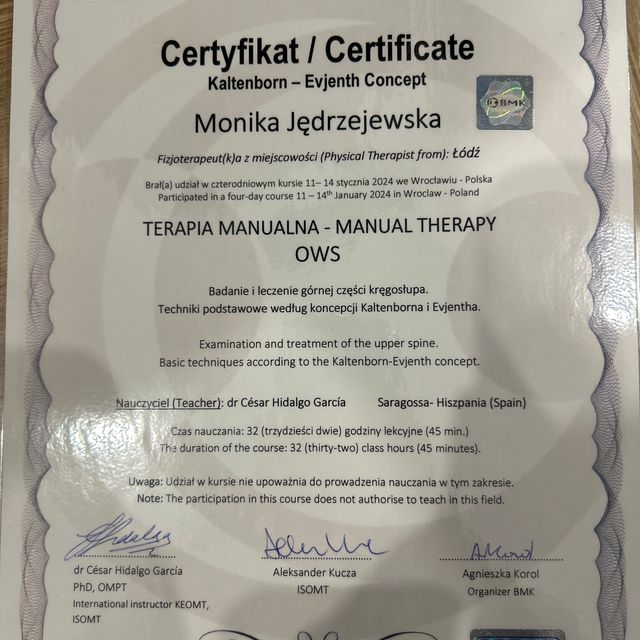 Certyfikat / Certificate
Kaltenborn – Evjenth Concept
BMK
Monika Jędrzejewska
Fizjoterapeut(k)a z miejscowości (Physical Therapist from): Łódź
Brał(a) udział w czterodniowym kursie 11– 14 stycznia 2024 we Wrocławiu - Polska
Participated in a four-day course 11 – 14th January 2024 in Wroclaw - Poland
TERAPIA MANUALNA - MANUAL THERAPY
OWS
Badanie i leczenie górnej części kręgosłupa.
Techniki podstawowe według koncepcji Kaltenborna i Evjentha.
Examination and treatment of the upper spine.
Basic techniques according to the Kaltenborn-Evjenth concept.
Nauczyciel (Teacher): dr César Hidalgo García Saragossa- Hiszpania (Spain)
Czas nauczania: 32 (trzydzieści dwie) godziny lekcyjne (45 min.)
The duration of the course: 32 (thirty-two) class hours (45 minutes).
Uwaga: Udział w kursie nie upoważnia do prowadzenia nauczania w tym zakresie.
Note: The participation in this course does not authorise to teach in this field.
dr César Hidalgo García
PhD, OMPT
International instructor KEOMT,
ISOMT
Aleksander Kucza
ISOMT
Agnieszka Korol
Organizer BMK